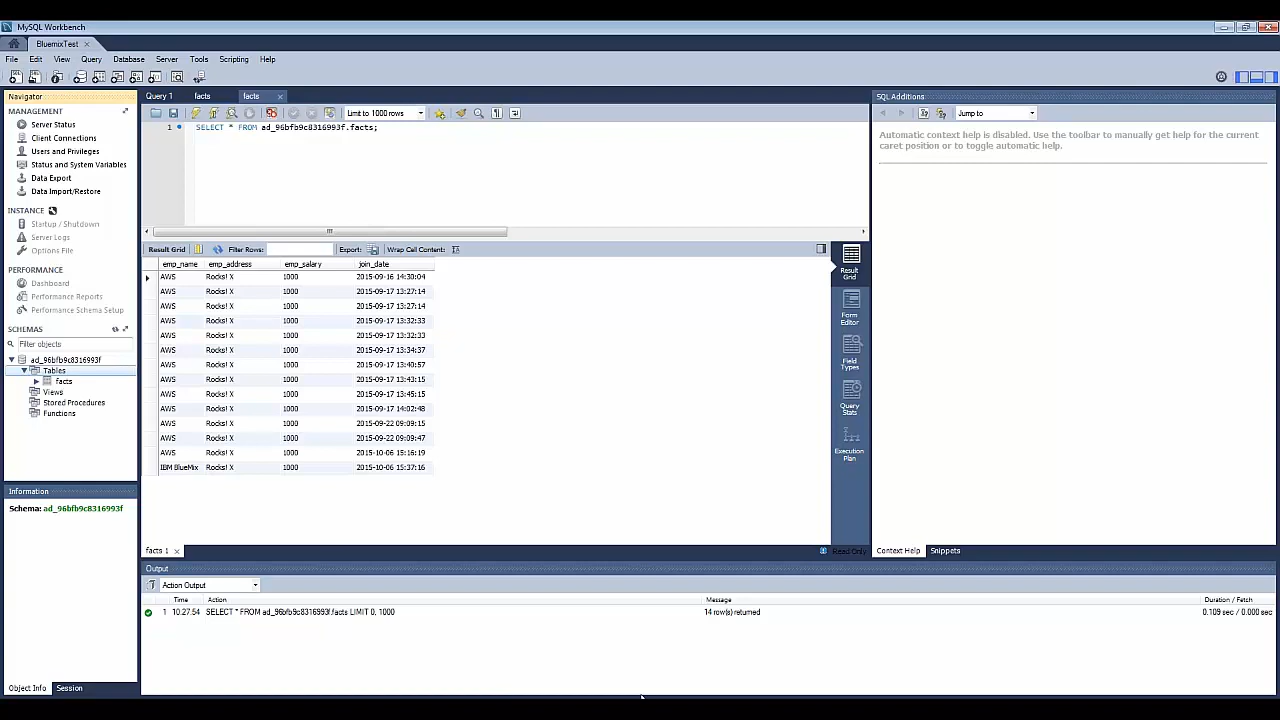 MySQL Workbench
BluemixTest
File Edit View Query Database Server Tools Scripting Help
Navigator
MANAGEMENT
Server Status
Client Connections
Users and Privileges
Status and System Variables
Data Export
Data Import/Restore
INSTANCE
Startup / Shutdown
Server Logs
Options File
PERFORMANCE
Dashboard
Performance Reports
Performance Schema Setup
SCHEMAS
Filter objects
ad_96bfb9c8316993f
Tables
facts
Views
Stored Procedures
Functions
Information
Schema: ad_96bfb9c8316993f
Object Info Session
Query 1 facts facts
Limit to 1000 rows
1 SELECT * FROM ad_96bfb9c8316993f.facts;
Result Grid Filter Rows: Export: Wrap Cell Content:
emp_name emp_address emp_salary join_date
AWS Rocks! X 1000 2015-09-16 14:30:04
AWS Rocks! X 1000 2015-09-17 13:27:14
AWS Rocks! X 1000 2015-09-17 13:27:14
AWS Rocks! X 1000 2015-09-17 13:32:33
AWS Rocks! X 1000 2015-09-17 13:32:33
AWS Rocks! X 1000 2015-09-17 13:34:37
AWS Rocks! X 1000 2015-09-17 13:40:57
AWS Rocks! X 1000 2015-09-17 13:43:15
AWS Rocks! X 1000 2015-09-17 13:45:15
AWS Rocks! X 1000 2015-09-17 14:02:48
AWS Rocks! X 1000 2015-09-22 09:09:15
AWS Rocks! X 1000 2015-09-22 09:09:47
AWS Rocks! X 1000 2015-10-06 15:16:19
IBM BlueMix Rocks! X 1000 2015-10-06 15:37:16
Result
Grid
Form
Editor
Field
Types
Query
Stats
Execution
Plan
facts 1
Read Only
SQL Additions
Jump to
Automatic context help is disabled. Use the toolbar to manually get help for the current
caret position or to toggle automatic help.
Context Help Snippets
Output
Action Output
Time Action Message Duration / Fetch
1 10:27:54 SELECT * FROM ad_96bfb9c8316993f.facts LIMIT 0, 1000 14 row(s) returned 0.109 sec / 0.000 sec